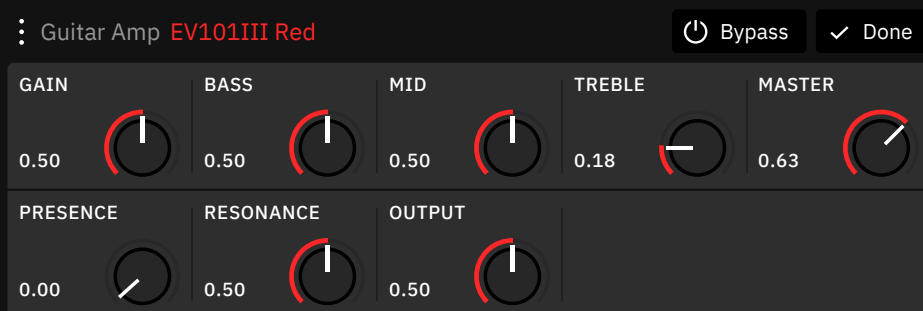 Guitar Amp EV101III Red
Bypass
Done
GAIN
BASS
MID
TREBLE
MASTER
0.50
0.50
0.50
0.18
0.63
PRESENCE
RESONANCE
OUTPUT
0.00
0.50
0.50